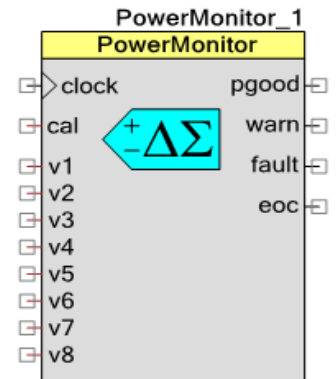 PowerMonitor_1
PowerMonitor
clock pgood
cal warn
+
− ΔΣ
v1 fault
v2
v3 eoc
v4
v5
v6
v7
v8